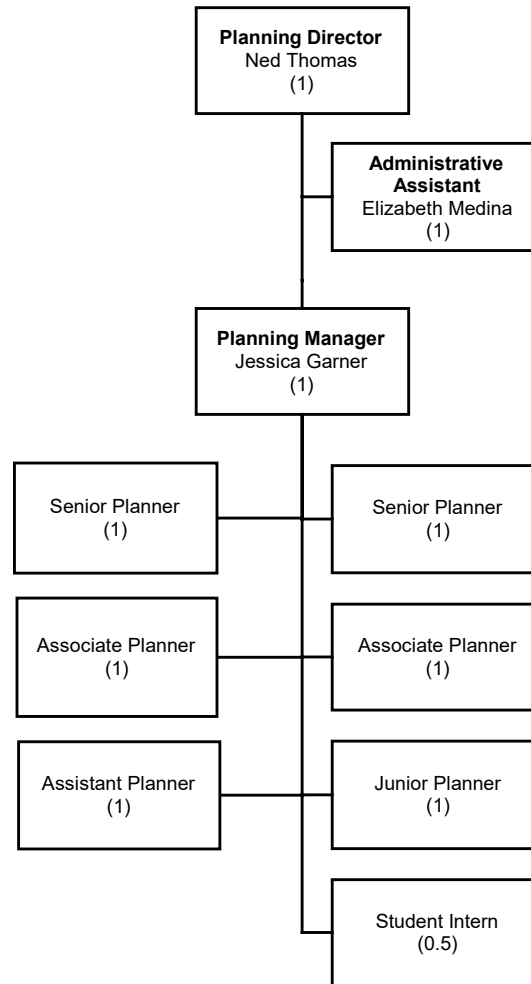 Planning Director
Ned Thomas
(1)
Administrative
Assistant
Elizabeth Medina
(1)
Planning Manager
Jessica Garner
(1)
Senior Planner
(1)
Senior Planner
(1)
Associate Planner
(1)
Associate Planner
(1)
Assistant Planner
(1)
Junior Planner
(1)
Student Intern
(0.5)